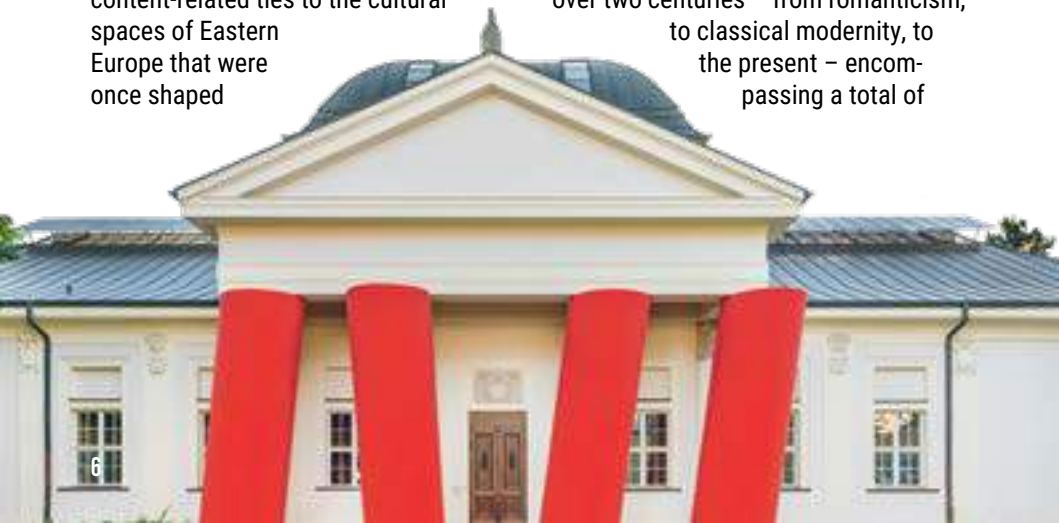 content-related ties to the cultural
spaces of Eastern
Europe that were
once shaped
over two centuries – from romanticism,
to classical modernity, to
the present – encom-
passing a total of
6